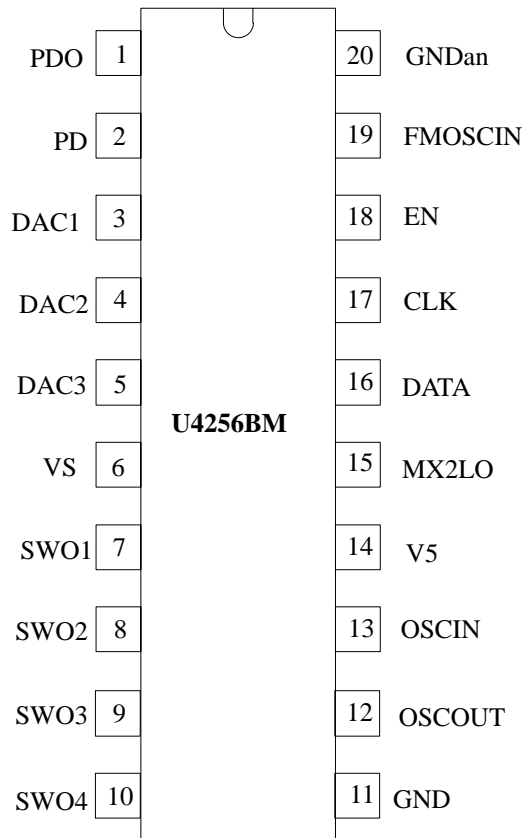 PDO 1 20 GNDan
PD 2 19 FMOSCIN
DAC1 3 18 EN
DAC2 4 17 CLK
DAC3 5 16 DATA
U4256BM
VS 6 15 MX2LO
SWO1 7 14 V5
SWO2 8 13 OSCIN
SWO3 9 12 OSCOUT
SWO4 10 11 GND